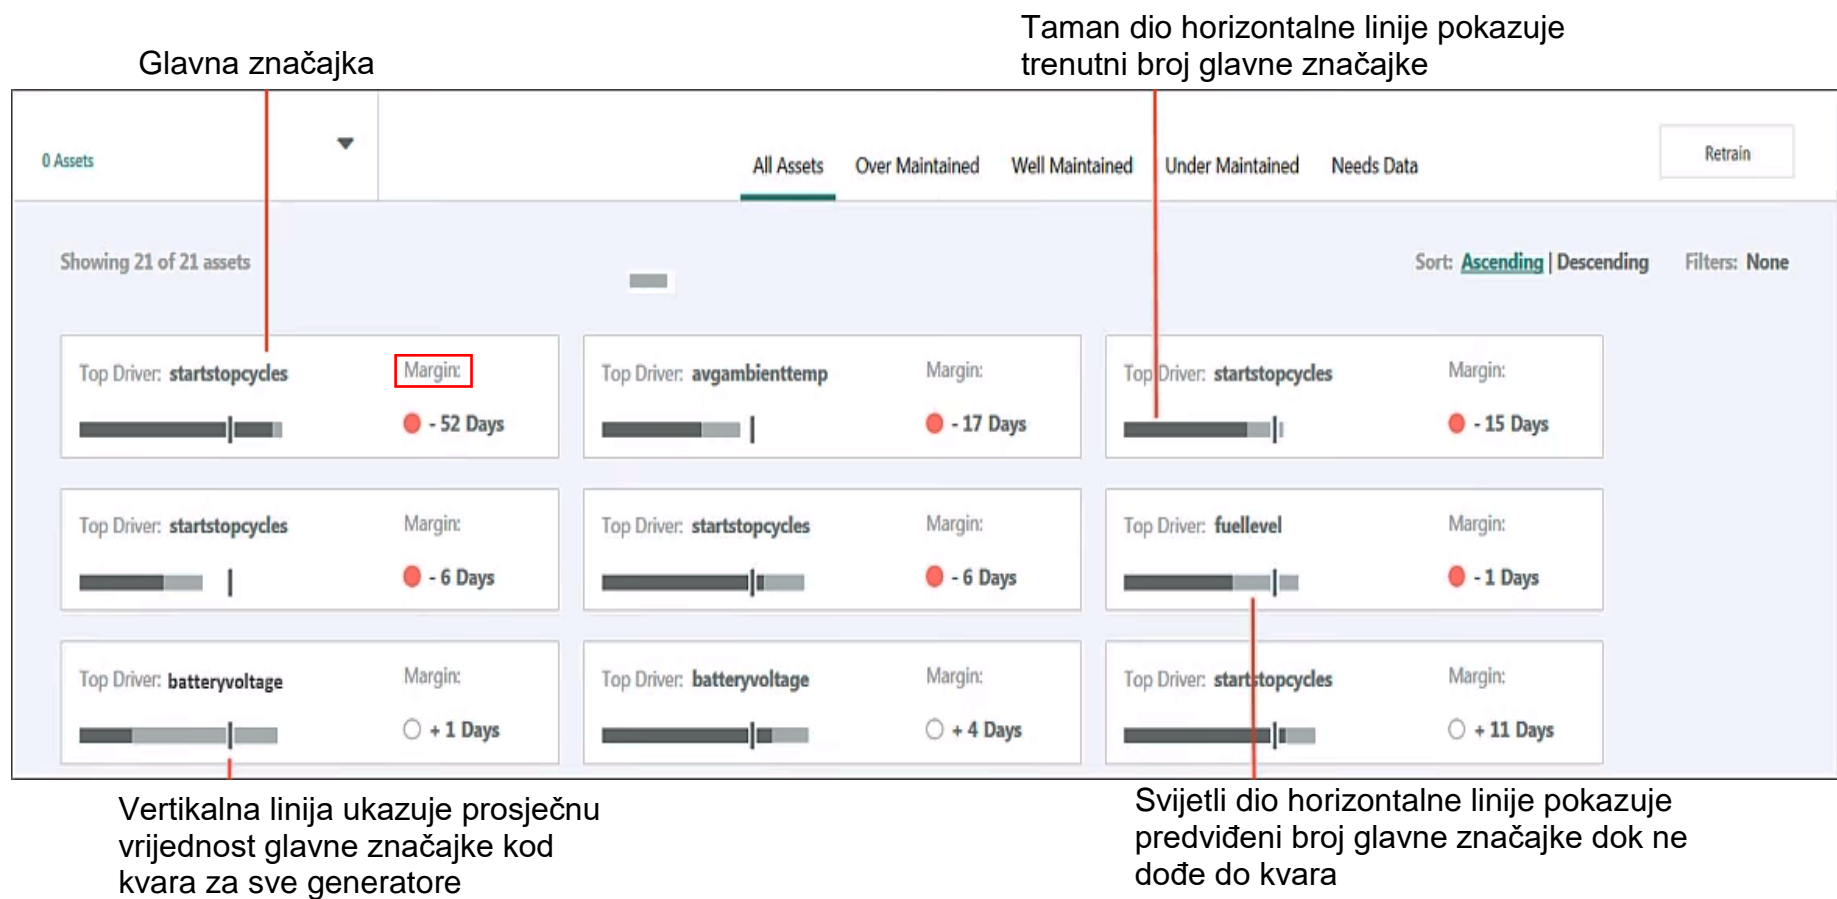 Taman dio horizontalne linije pokazuje
trenutni broj glavne značajke
Glavna značajka
0 Assets
All Assets Over Maintained Well Maintained Under Maintained Needs Data
Retrain
Showing 21 of 21 assets
Sort: Ascending | Descending Filters: None
Top Driver: startstopcycles Margin:
- 52 Days
Top Driver: avgambienttemp Margin:
- 17 Days
Top Driver: startstopcycles Margin:
- 15 Days
Top Driver: startstopcycles Margin:
- 6 Days
Top Driver: startstopcycles Margin:
- 6 Days
Top Driver: fuellevel Margin:
- 1 Days
Top Driver: batteryvoltage Margin:
+ 1 Days
Top Driver: batteryvoltage Margin:
+ 4 Days
Top Driver: startstopcycles Margin:
+ 11 Days
Vertikalna linija ukazuje prosječnu
vrijednost glavne značajke kod
kvara za sve generatore
Svijetli dio horizontalne linije pokazuje
predviđeni broj glavne značajke dok ne
dođe do kvara